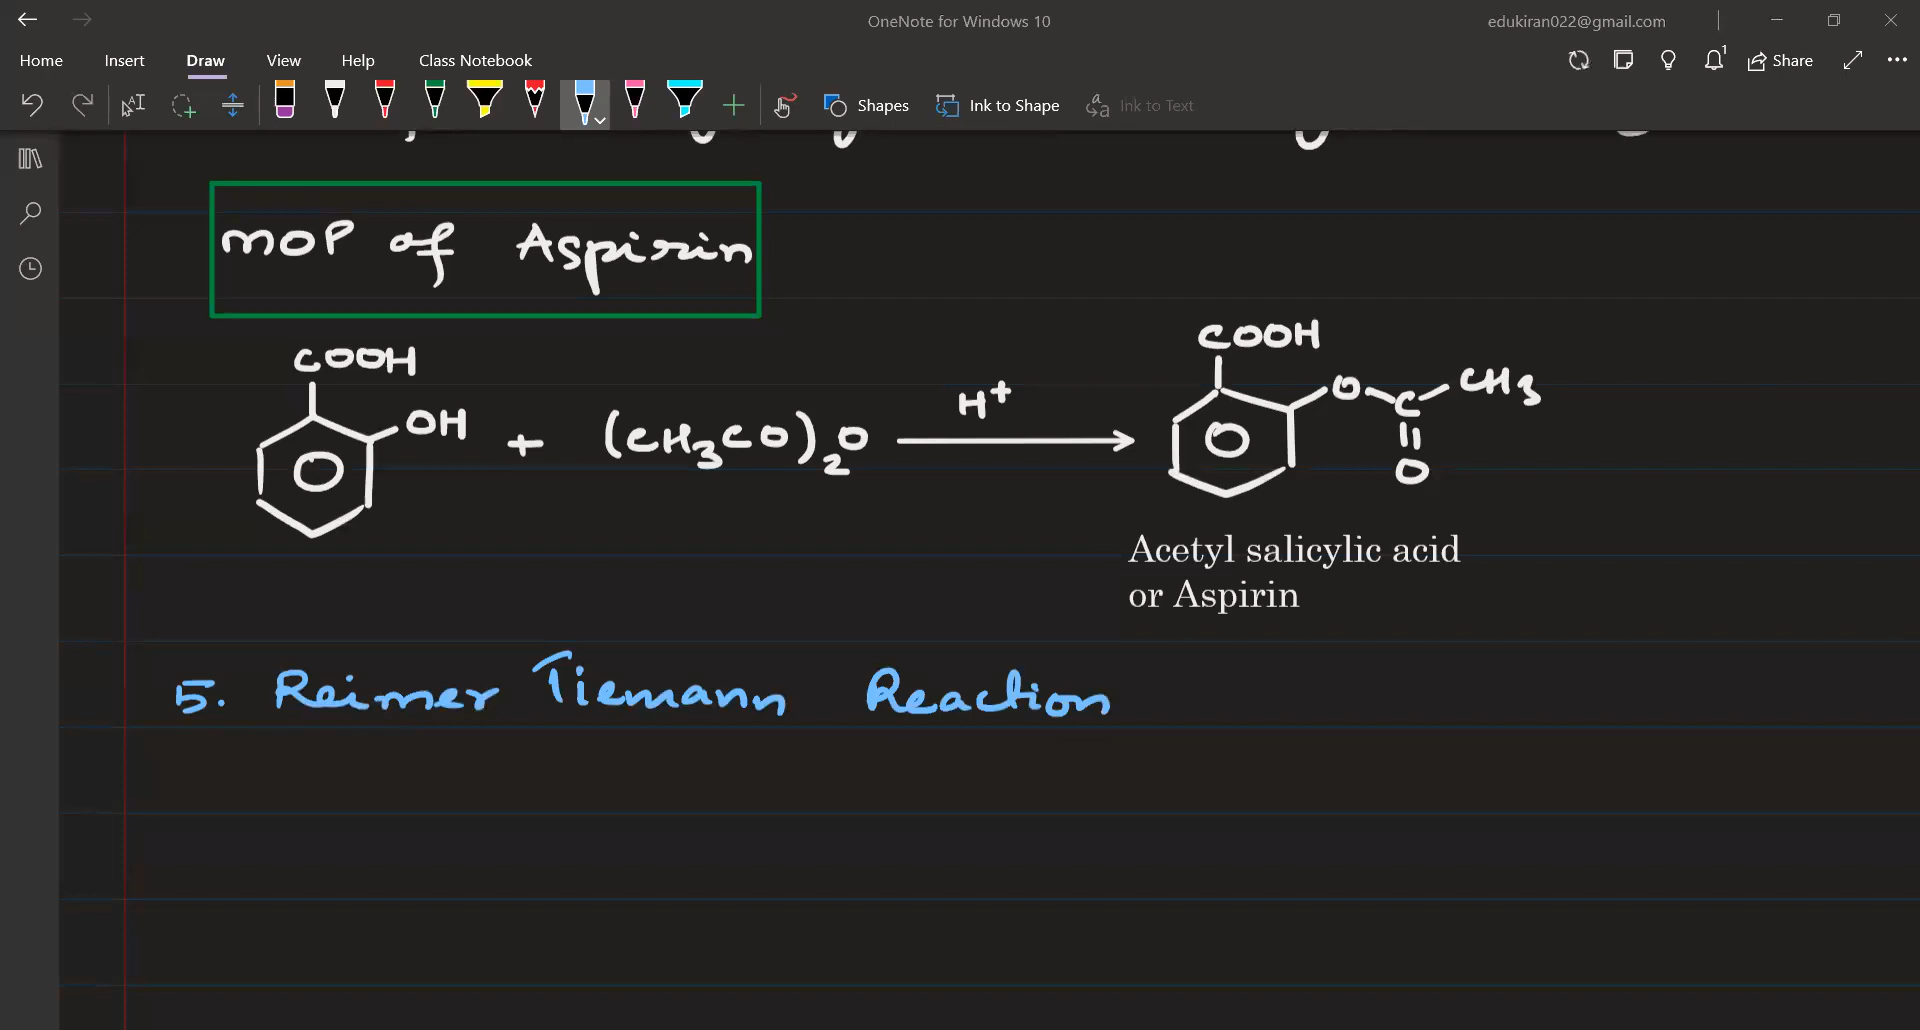 OneNote for Windows 10
edukiran022@gmail.com
Home Insert Draw View Help Class Notebook
1
Share
Shapes Ink to Shape Ink to Text
MOP of Aspirin
COOH
OH + (CH3CO)2O H+
COOH
O C CH3
O
Acetyl salicylic acid
or Aspirin
5. Reimer Tiemann Reaction